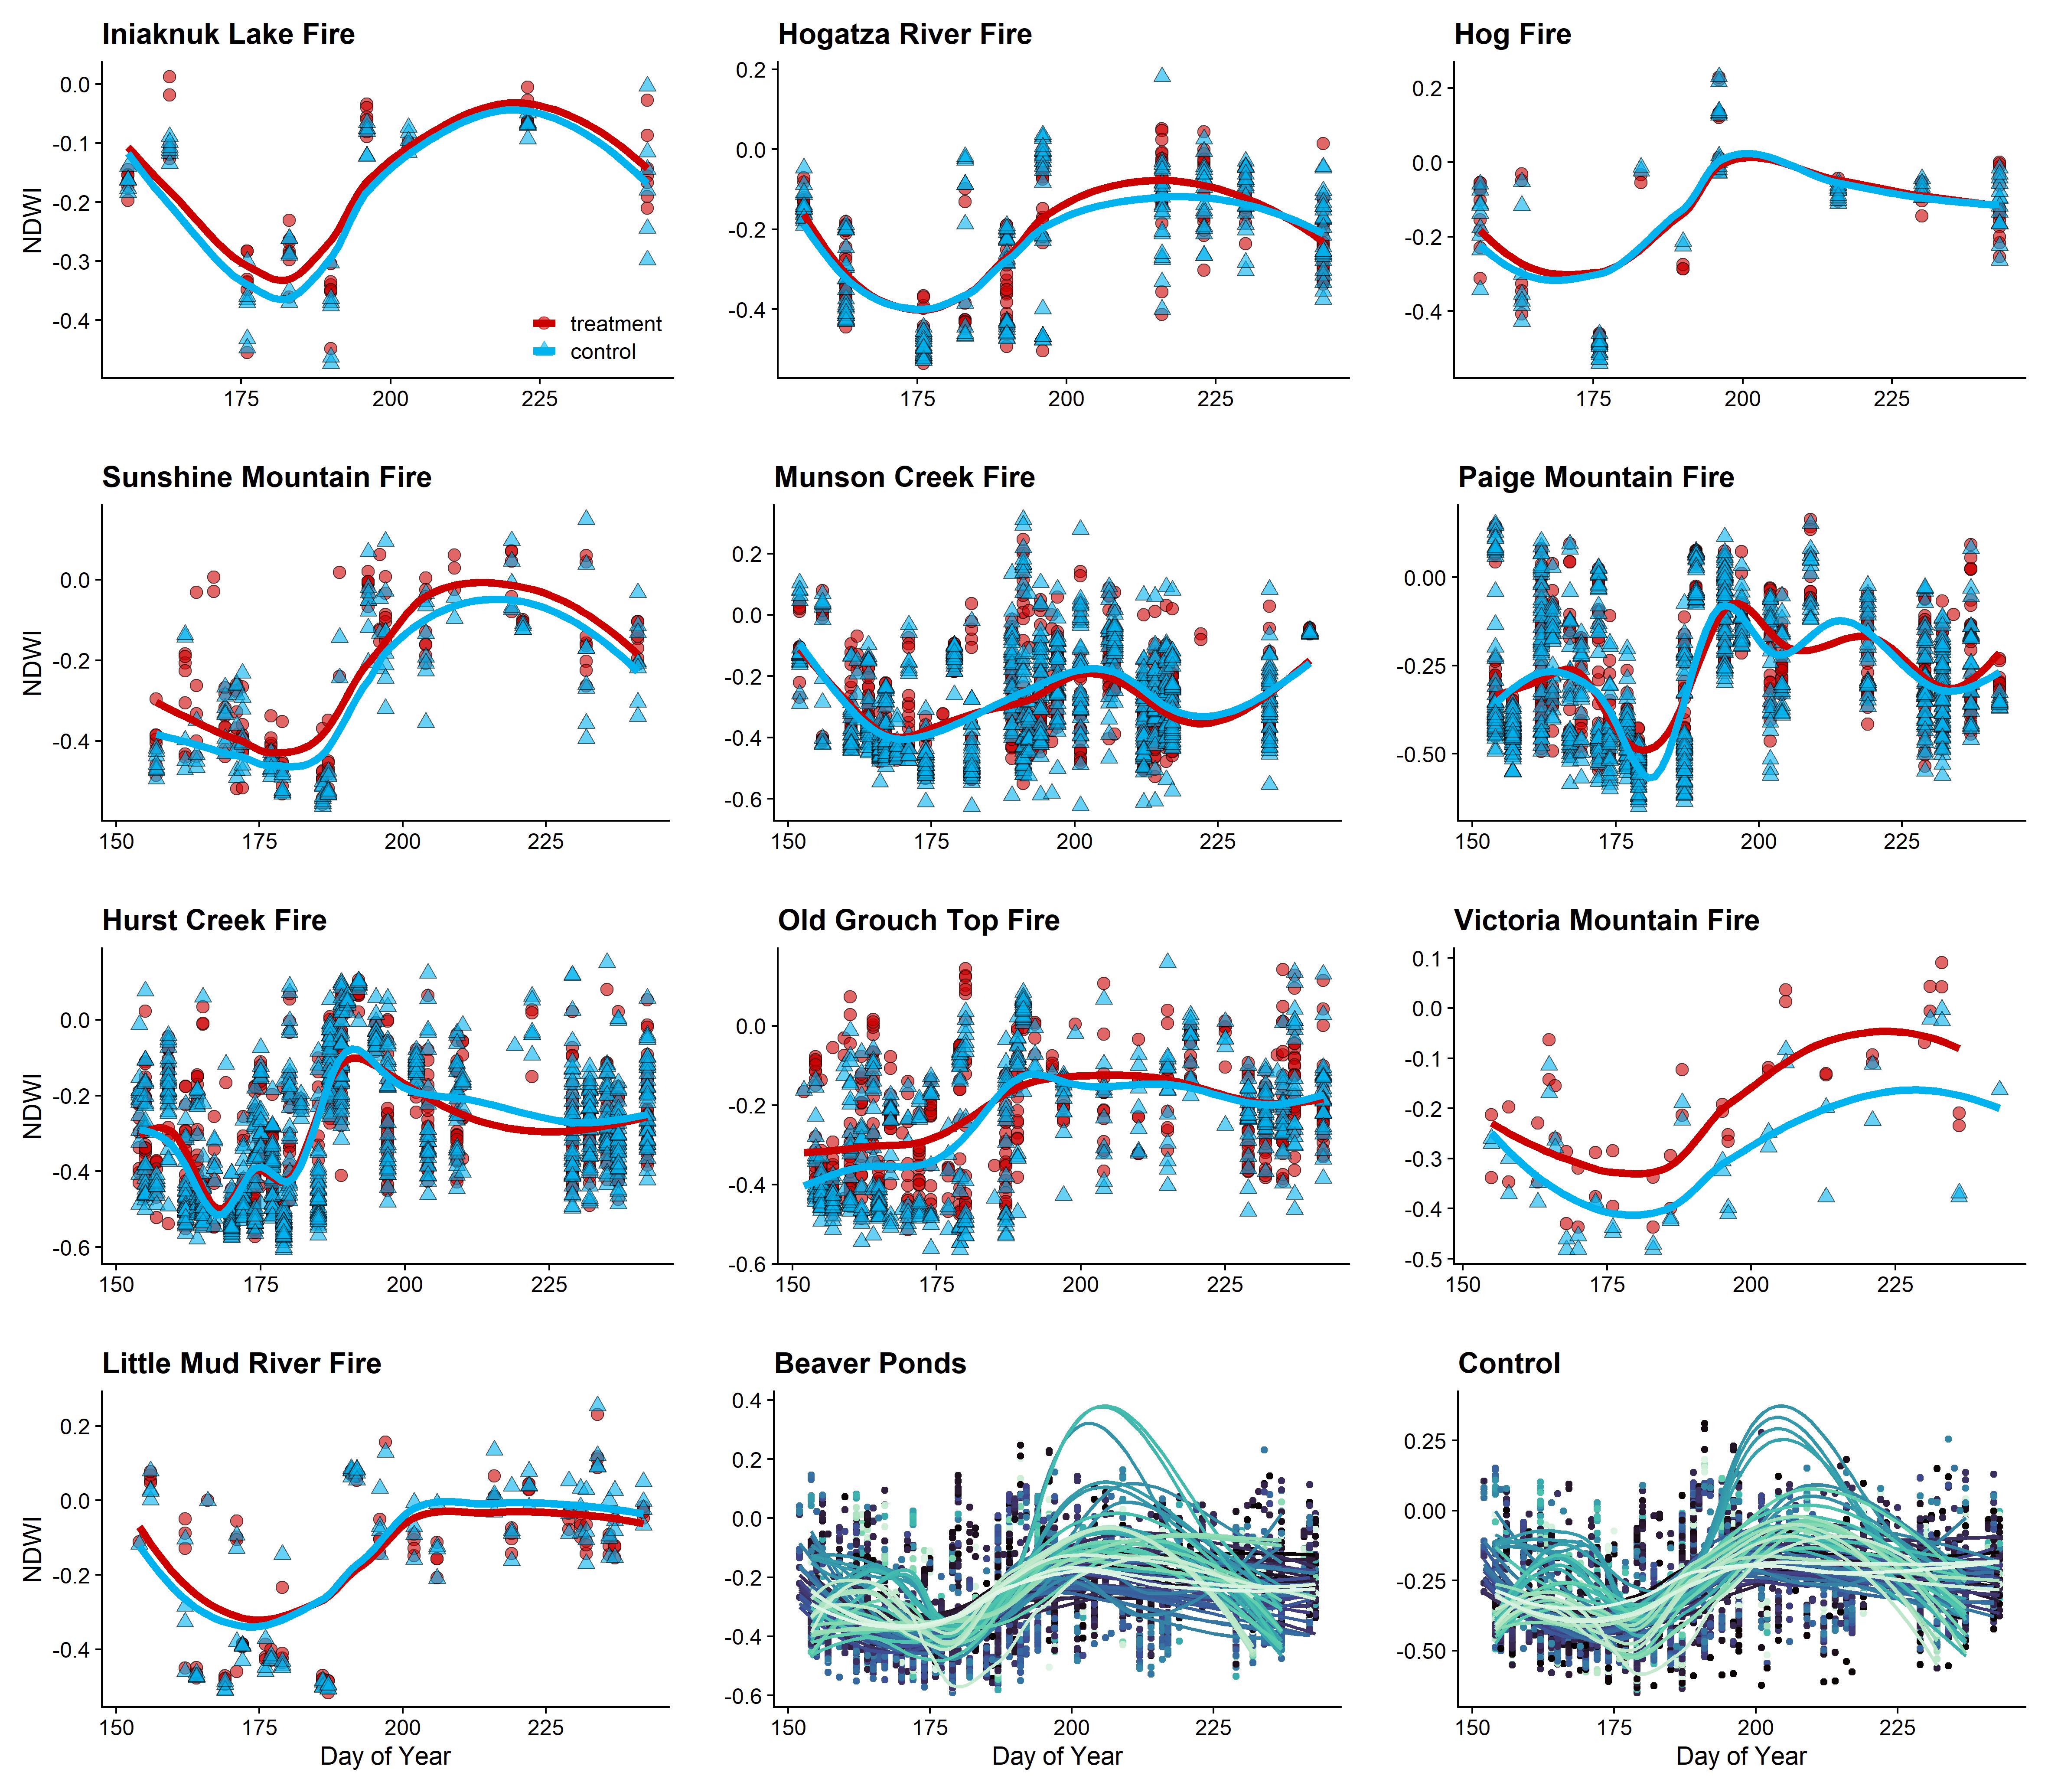 Iniaknuk Lake Fire
Hogatza River Fire
Hog Fire
NDWI
0.0
-0.1
-0.2
-0.3
-0.4
treatment
control
175 200 225
0.2
0.0
-0.2
-0.4
175 200 225
0.2
0.0
-0.2
-0.4
175 200 225
Sunshine Mountain Fire
Munson Creek Fire
Paige Mountain Fire
NDWI
0.0
-0.2
-0.4
150 175 200 225
0.2
0.0
-0.2
-0.4
-0.6
150 175 200 225
0.00
-0.25
-0.50
150 175 200 225
Hurst Creek Fire
Old Grouch Top Fire
Victoria Mountain Fire
NDWI
0.0
-0.2
-0.4
-0.6
150 175 200 225
0.0
-0.2
-0.4
-0.6
150 175 200 225
0.1
0.0
-0.1
-0.2
-0.3
-0.4
-0.5
150 175 200 225
Little Mud River Fire
Beaver Ponds
Control
NDWI
0.2
0.0
-0.2
-0.4
150 175 200 225
Day of Year
0.4
0.2
0.0
-0.2
-0.4
-0.6
150 175 200 225
Day of Year
0.25
0.00
-0.25
-0.50
150 175 200 225
Day of Year